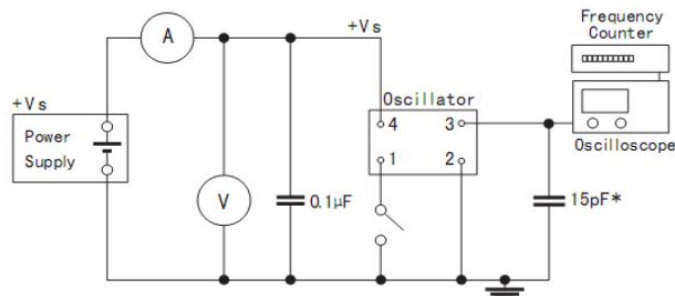 Frequency
Counter
+Vs
A
Oscillator
+Vs
4 3
Power
Supply
Oscilloscope
1 2
V
0.1μF
15pF*